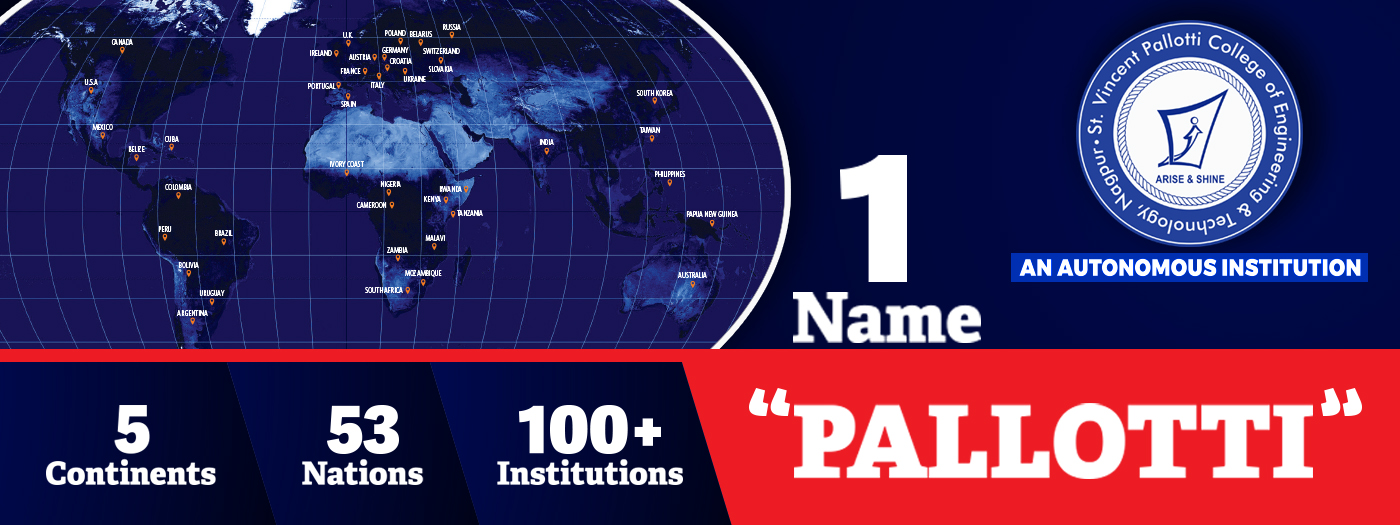 CANADA
U.S.A
MEXICO
BELIZE
CUBA
COLOMBIA
PERU
BRAZIL
BOLIVIA
URUGUAY
ARGENTINA
U.K.
IRELAND
POLAND
BELARUS
RUSSIA
AUSTRIA
GERMANY
SWITZERLAND
CROATIA
FRANCE
SLOVAKIA
ITALY
UKRAINE
PORTUGAL
SPAIN
IVORY COAST
NIGERIA
CAMEROON
RWANDA
KENYA
TANZANIA
MALAVI
ZAMBIA
MOZAMBIQUE
SOUTH AFRICA
INDIA
SOUTH KOREA
TAIWAN
PHILIPPINES
PAPUA NEW GUINEA
AUSTRALIA
1
Name
St. Vincent Pallotti College of Engineering & Technology, Nagpur•
ARISE & SHINE
AN AUTONOMOUS INSTITUTION
5
Continents
53
Nations
100+
Institutions
“PALLOTTI”